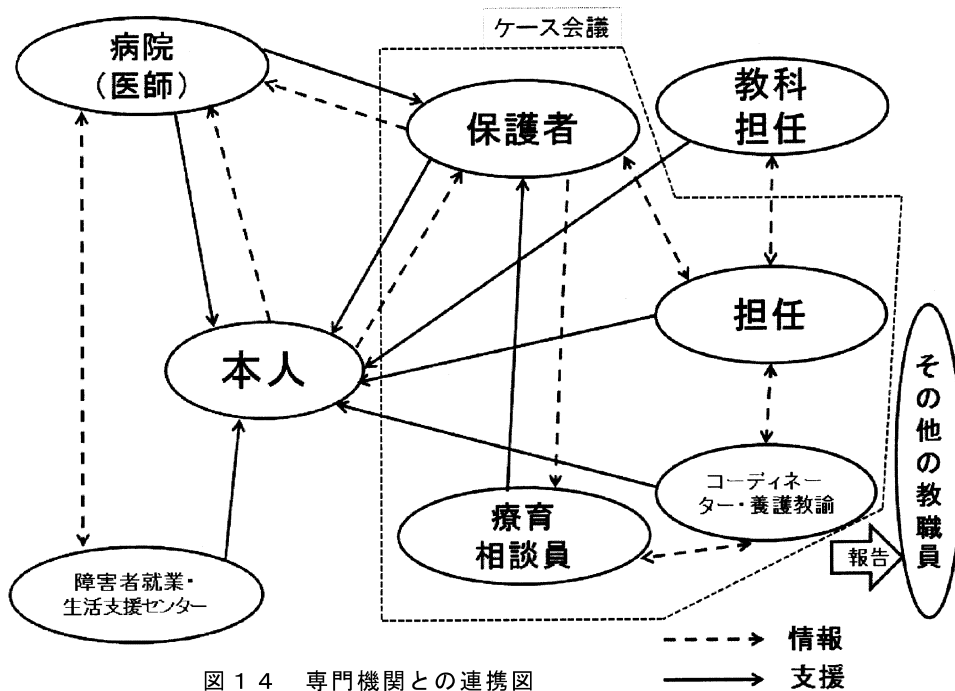 ケース会議
病院
(医師)
保護者
教科
担任
担任
本人
その他の教職員
コーディネー
ター・養護教諭
療育
相談員
報告
障害者就業・
生活支援センター
情報
支援
図14 専門機関との連携図